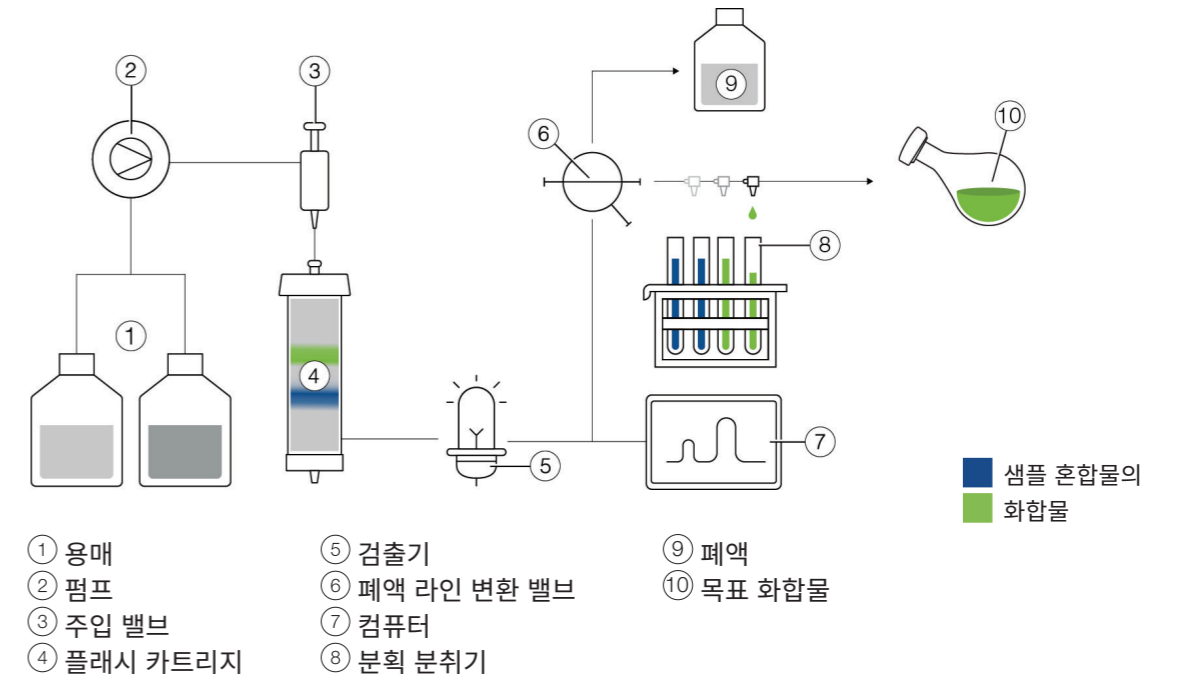 ②
③
⑨
⑥
⑩
⑧
①
④
⑦
⑤
샘플 혼합물의
화합물
① 용매
② 펌프
③ 주입 밸브
④ 플래시 카트리지
⑤ 검출기
⑥ 폐액 라인 변환 밸브
⑦ 컴퓨터
⑧ 분획 분취기
⑨ 폐액
⑩ 목표 화합물